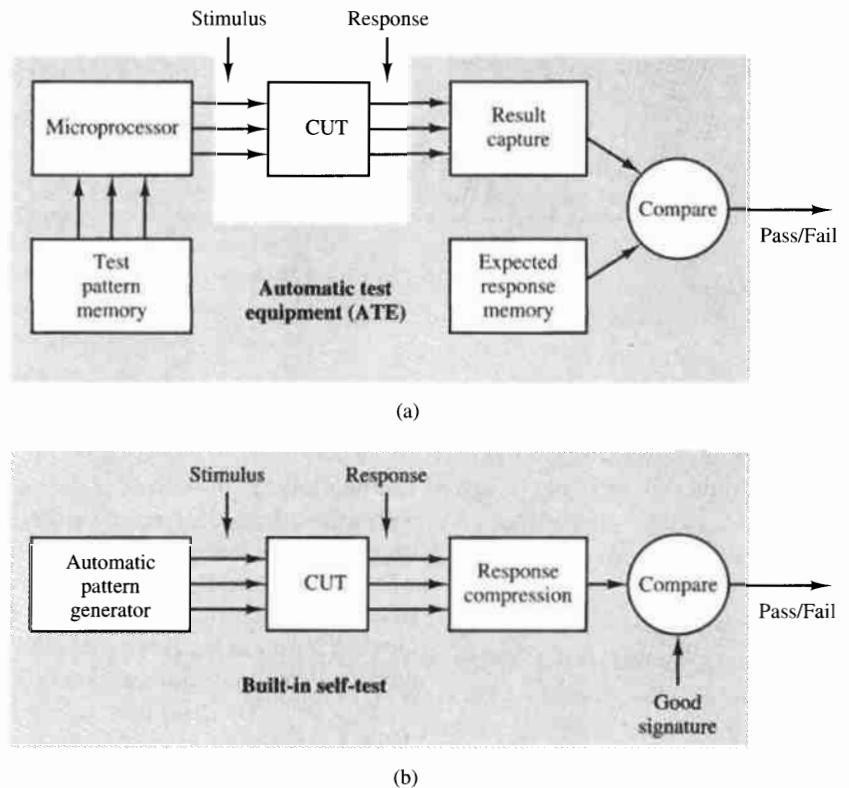 Stimulus
Response
Microprocessor
CUT
Result
capture
Compare
Pass/Fail
Test
pattern
memory
Automatic test
equipment (ATE)
Expected
response
memory
(a)
Stimulus
Response
Automatic
pattern
generator
CUT
Response
compression
Compare
Pass/Fail
Built-in self-test
Good
signature
(b)